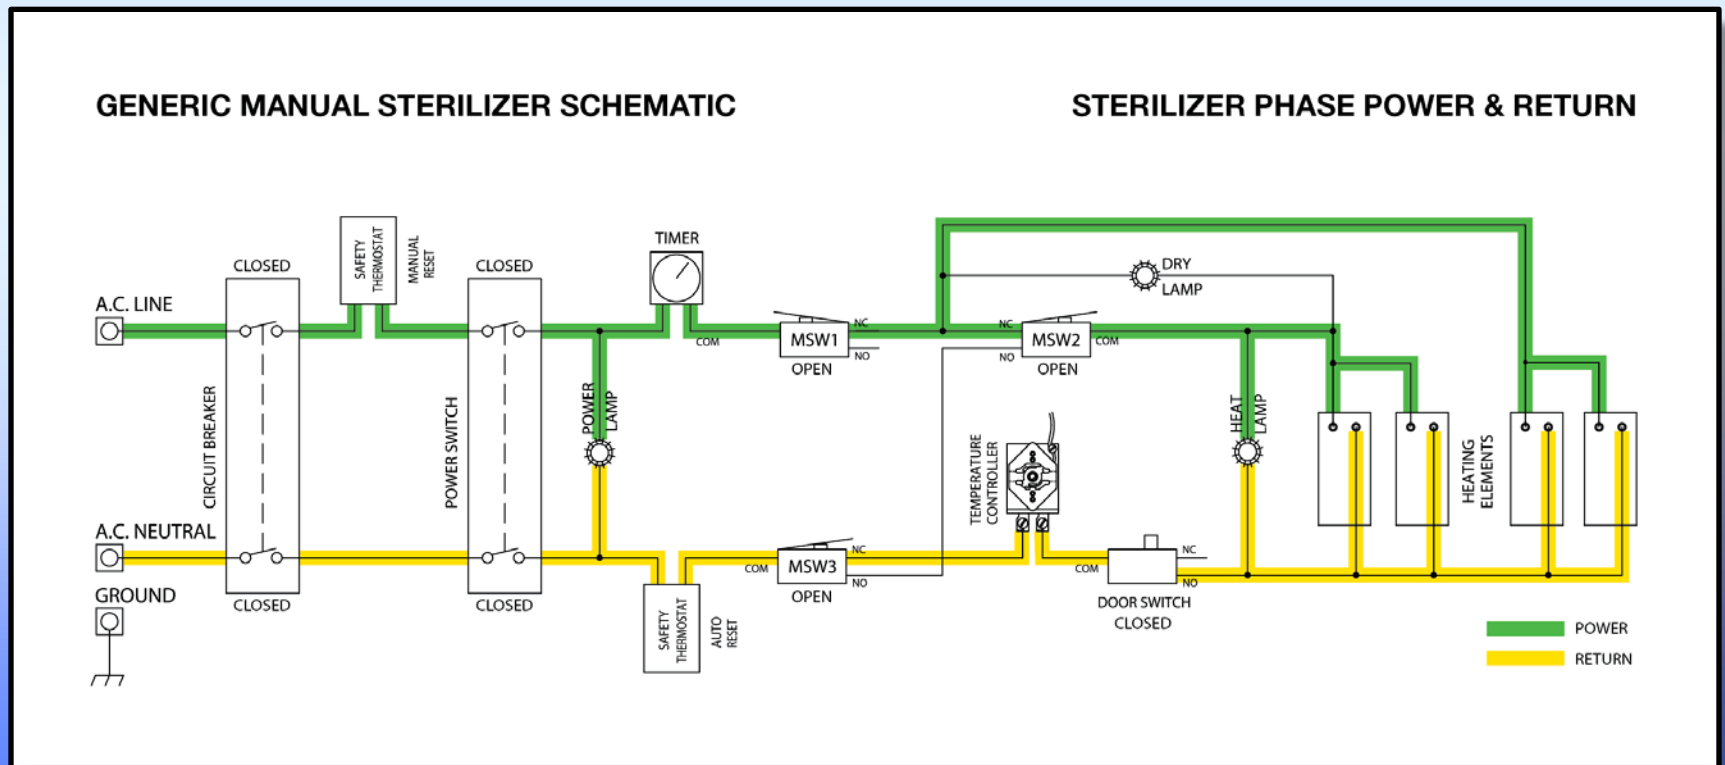 GENERIC MANUAL STERILIZER SCHEMATIC
STERILIZER PHASE POWER & RETURN
CLOSED
SAFETY
THERMOSTAT
MANUAL
RESET
CLOSED
TIMER
DRY
LAMP
A.C. LINE
COM
MSW1
NC
NO
OPEN
NC
NO
MSW2
COM
OPEN
CIRCUIT BREAKER
POWER SWITCH
POWER
LAMP
TEMPERATURE
CONTROLLER
HEAT
LAMP
HEATING
ELEMENTS
A.C. NEUTRAL
COM
MSW3
NC
NO
OPEN
COM
NC
NO
DOOR SWITCH
CLOSED
GROUND
CLOSED
CLOSED
SAFETY
THERMOSTAT
AUTO
RESET
POWER
RETURN